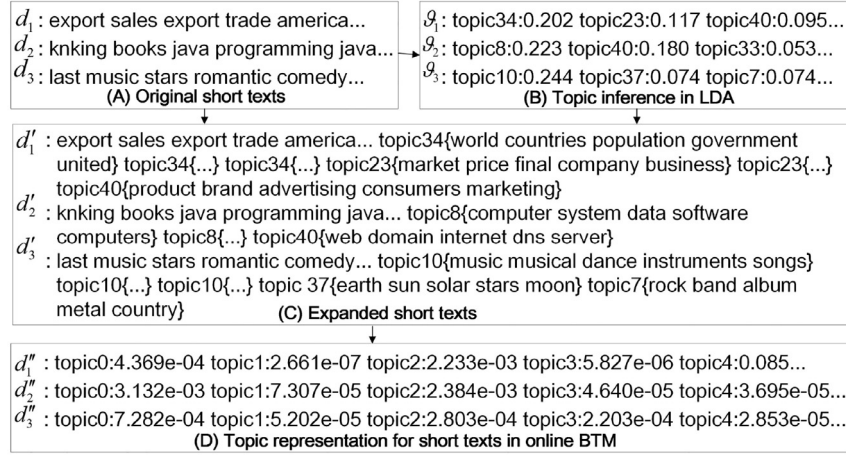 d1 : export sales export trade america...
d2 : knking books java programming java...
d3 : last music stars romantic comedy...
(A) Original short texts
ϑ1 : topic34:0.202 topic23:0.117 topic40:0.095...
ϑ2 : topic8:0.223 topic40:0.180 topic33:0.053...
ϑ3 : topic10:0.244 topic37:0.074 topic7:0.074...
(B) Topic inference in LDA
d′1 : export sales export trade america... topic34{world countries population government
united} topic34{...} topic34{...} topic23{market price final company business} topic23{...}
topic40{product brand advertising consumers marketing}
d′2 : knking books java programming java... topic8{computer system data software
computers} topic8{...} topic40{web domain internet dns server}
d′3 : last music stars romantic comedy... topic10{music musical dance instruments songs}
topic10{...} topic10{...} topic 37{earth sun solar stars moon} topic7{rock band album
metal country}
(C) Expanded short texts
d″1 : topic0:4.369e-04 topic1:2.661e-07 topic2:2.233e-03 topic3:5.827e-06 topic4:0.085...
d″2 : topic0:3.132e-03 topic1:7.307e-05 topic2:2.384e-03 topic3:4.640e-05 topic4:3.695e-05...
d″3 : topic0:7.282e-04 topic1:5.202e-05 topic2:2.803e-04 topic3:2.203e-04 topic4:2.853e-05...
(D) Topic representation for short texts in online BTM